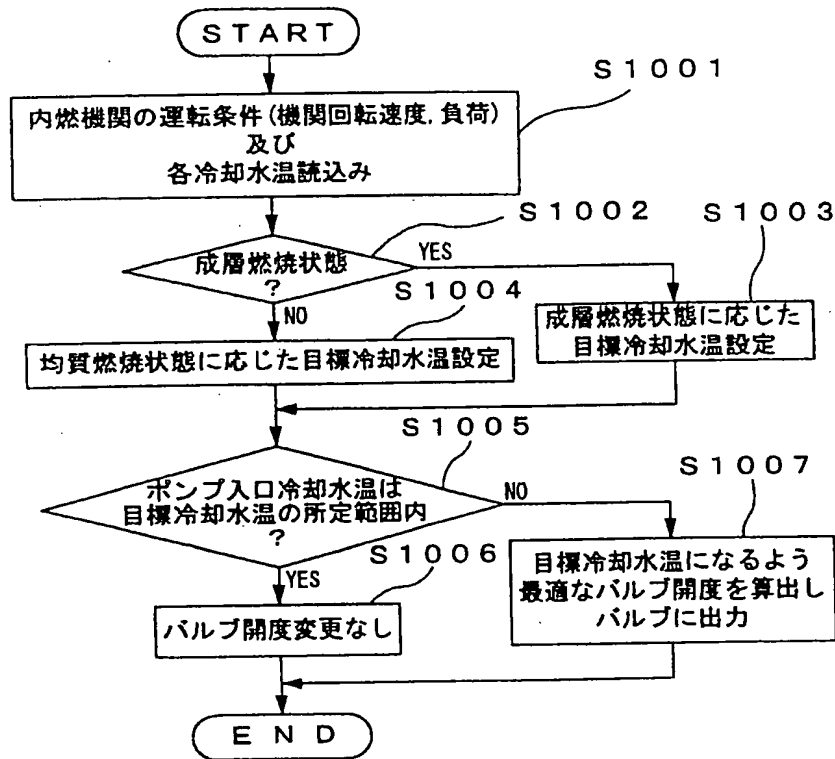 START
S1001
内燃機関の運転条件(機関回転速度,負荷)
及び
各冷却水温読込み
S1002
S1003
成層燃焼状態
?
YES
NO
S1004
成層燃焼状態に応じた
目標冷却水温設定
均質燃焼状態に応じた目標冷却水温設定
S1005
S1007
ポンプ入口冷却水温は
目標冷却水温の所定範囲内
?
NO
YES
S1006
目標冷却水温になるよう
最適なバルブ開度を算出し
バルブに出力
バルブ開度変更なし
END